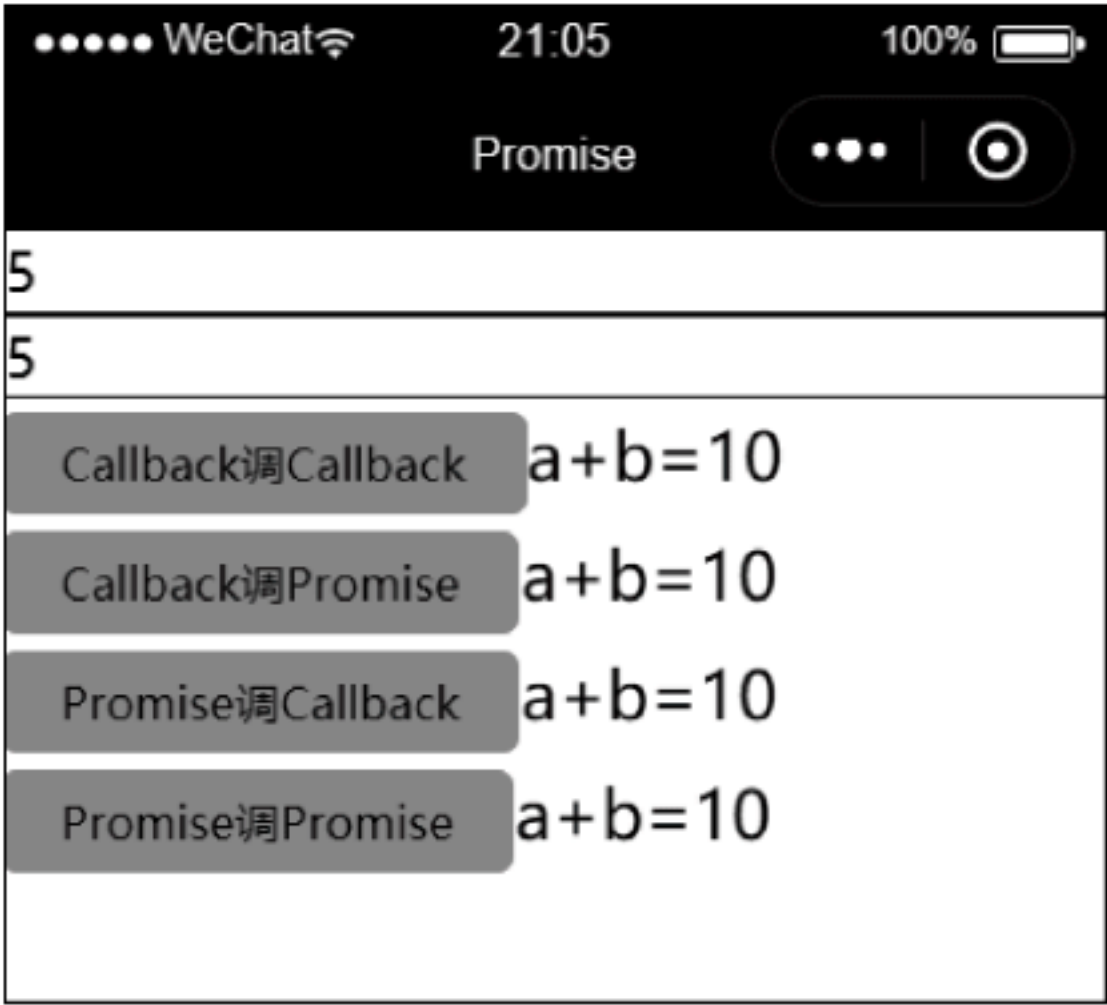 WeChat 21:05 100%
Promise
5
5
Callback调Callback a+b=10
Callback调Promise a+b=10
Promise调Callback a+b=10
Promise调Promise a+b=10